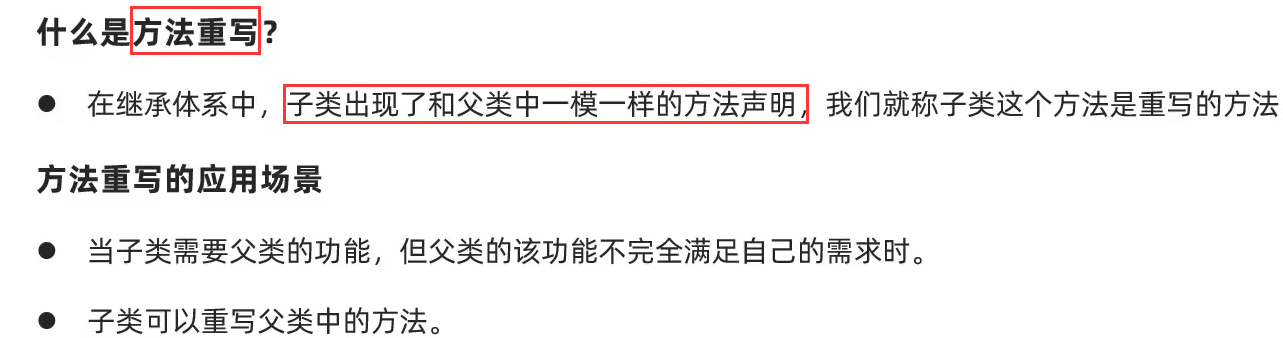 什么是方法重写？
● 在继承体系中，子类出现了和父类中一模一样的方法声明，我们就称子类这个方法是重写的方法
方法重写的应用场景
● 当子类需要父类的功能，但父类的该功能不完全满足自己的需求时。
● 子类可以重写父类中的方法。